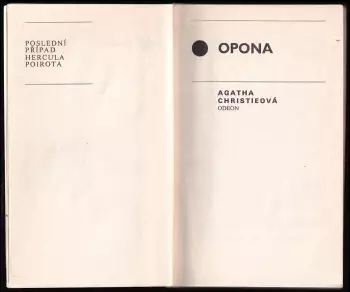 POSLEDNÍ
PŘÍPAD
HERCULA
POIROTA
OPONA
AGATHA
CHRISTIEOVÁ
ODEON